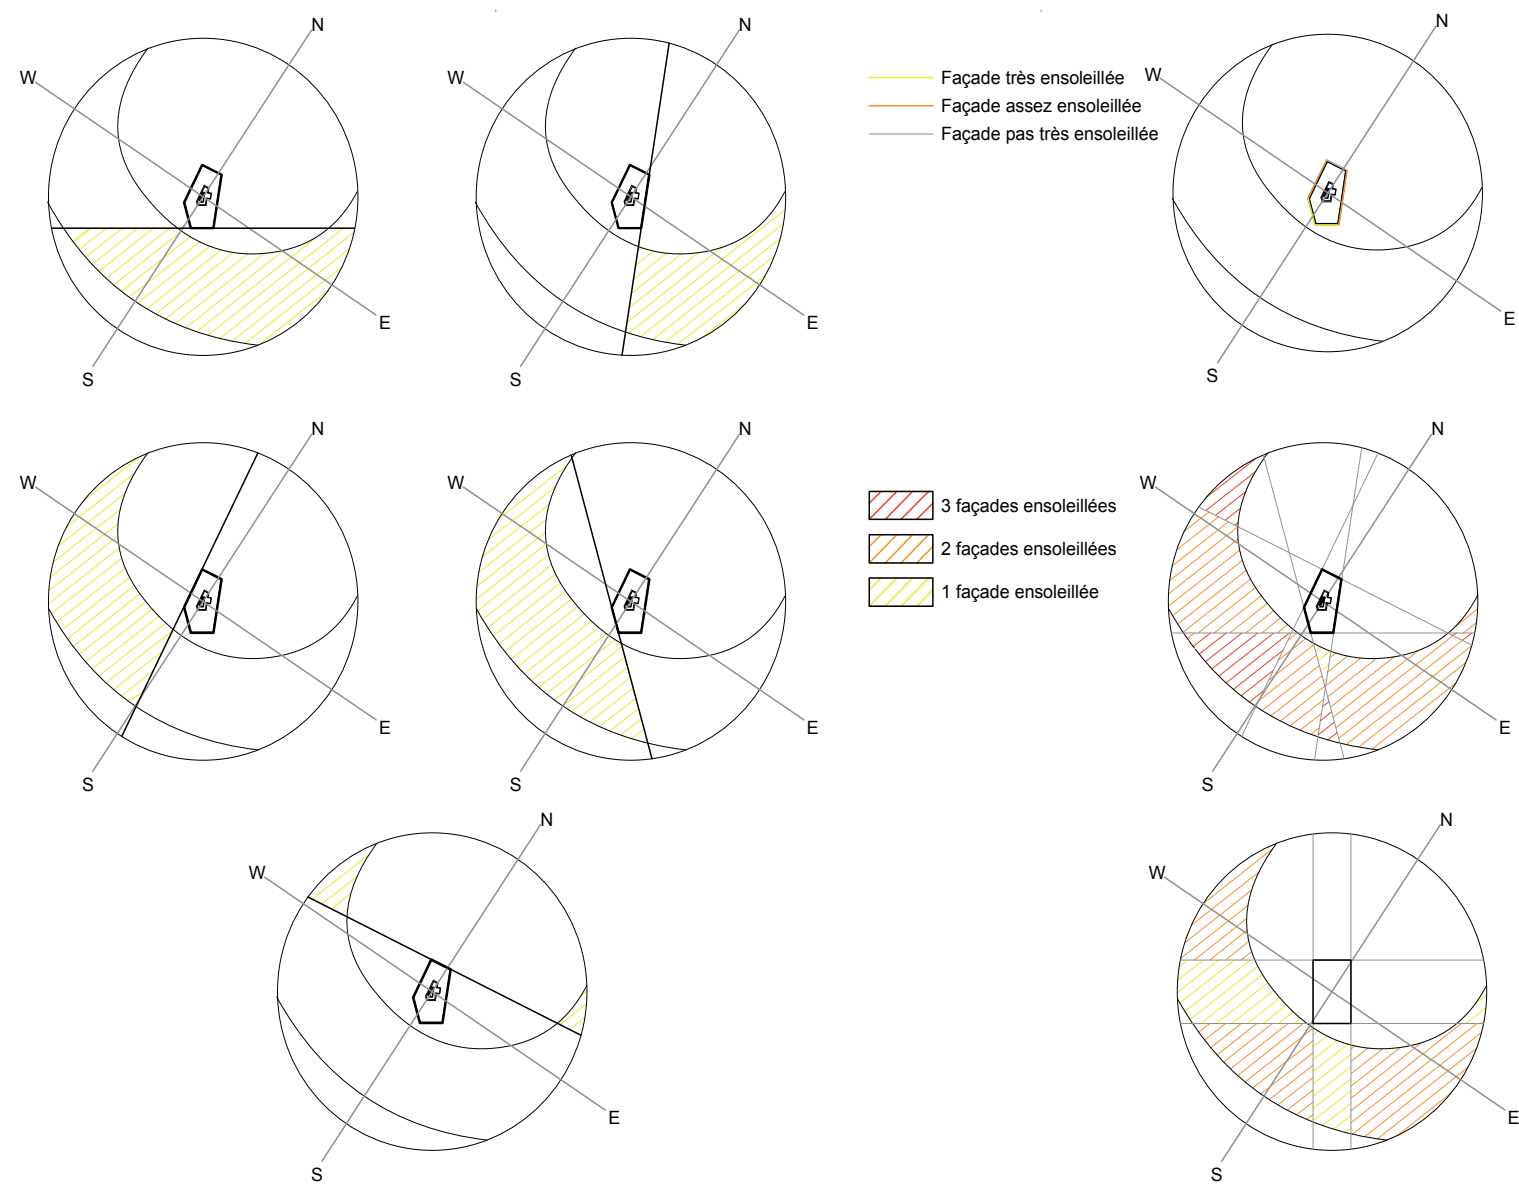 N
W
E
S
N
W
E
S
Façade très ensoleillée
Façade assez ensoleillée
Façade pas très ensoleillée
N
W
E
S
N
W
E
S
N
W
E
S
3 façades ensoleillées
2 façades ensoleillées
1 façade ensoleillée
N
W
E
S
N
W
E
S
N
W
E
S